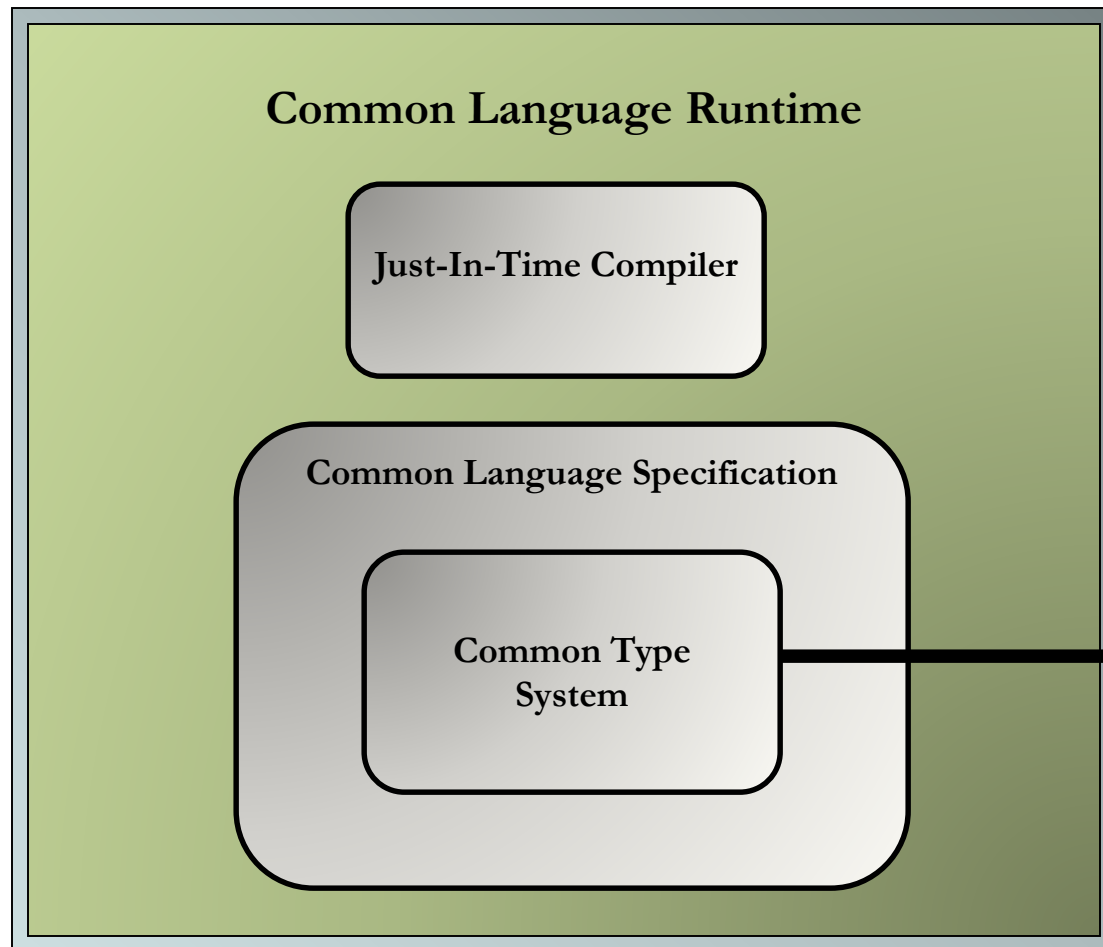 Common Language Runtime
Just-In-Time Compiler
Common Language Specification
Common Type
System